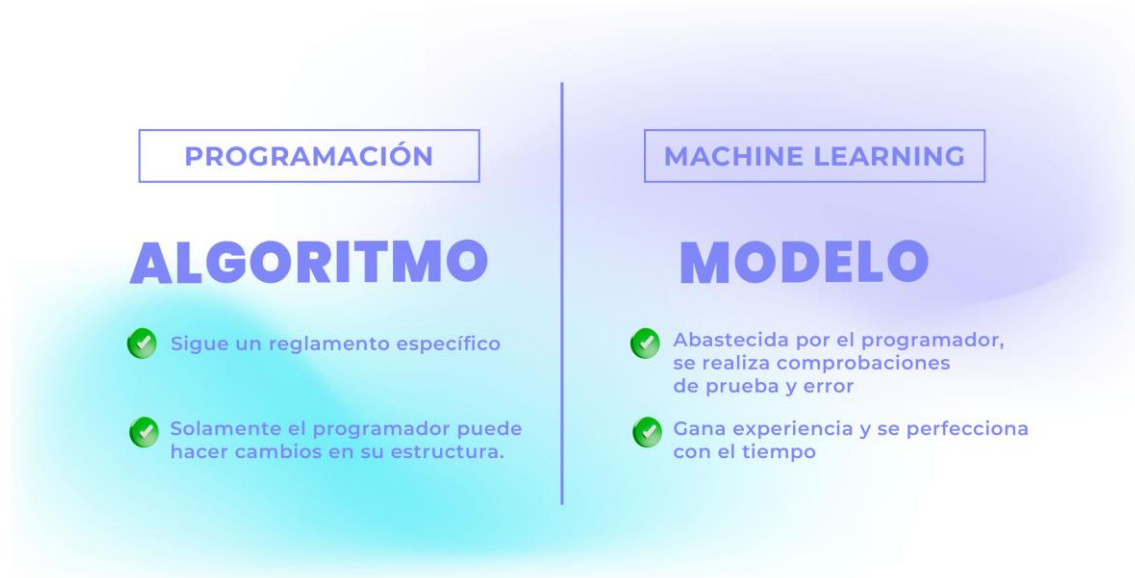 PROGRAMACIÓN
ALGORITMO
Sigue un reglamento específico
Solamente el programador puede
hacer cambios en su estructura.
MACHINE LEARNING
MODELO
Abastecida por el programador,
se realiza comprobaciones
de prueba y error
Gana experiencia y se perfecciona
con el tiempo